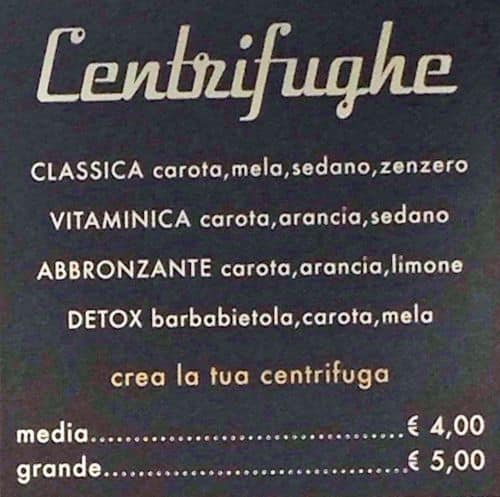 Centrifughe
CLASSICA carota,mela,sedano,zenzero
VITAMINICA carota,arancia,sedano
ABBRONZANTE carota,arancia,limone
DETOX barbabietola,carota,mela
crea la tua centrifuga
media................................€ 4,00
grande..............................€ 5,00